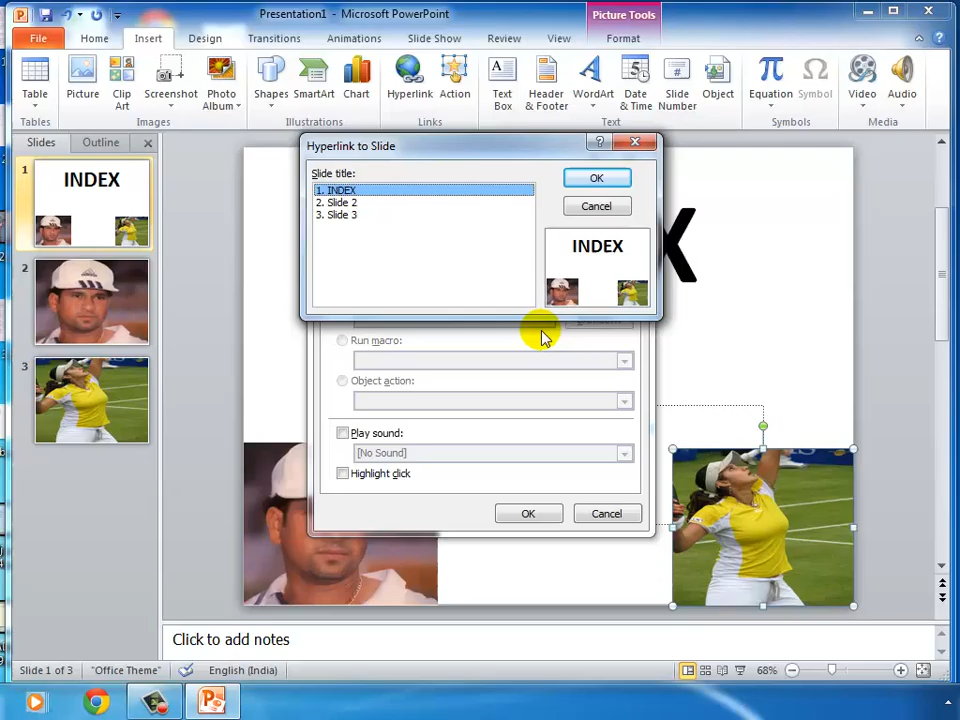 Presentation1 - Microsoft PowerPoint
Picture Tools
File Home Insert Design Transitions Animations Slide Show Review View Format
Table
Picture
Clip Art
Screenshot
Photo Album
Shapes
SmartArt
Chart
Hyperlink
Action
Text Box
Header & Footer
WordArt
Date & Time
Slide Number
Object
Equation
Symbol
Video
Audio
Tables Images Illustrations Links Text Symbols Media
Slides Outline
1
INDEX
2
3
Hyperlink to Slide
Slide title:
1. INDEX
2. Slide 2
3. Slide 3
OK
Cancel
INDEX
X
Run macro:
Object action:
Play sound:
[No Sound]
Highlight click
OK Cancel
Click to add notes
Slide 1 of 3 "Office Theme" English (India) 68%